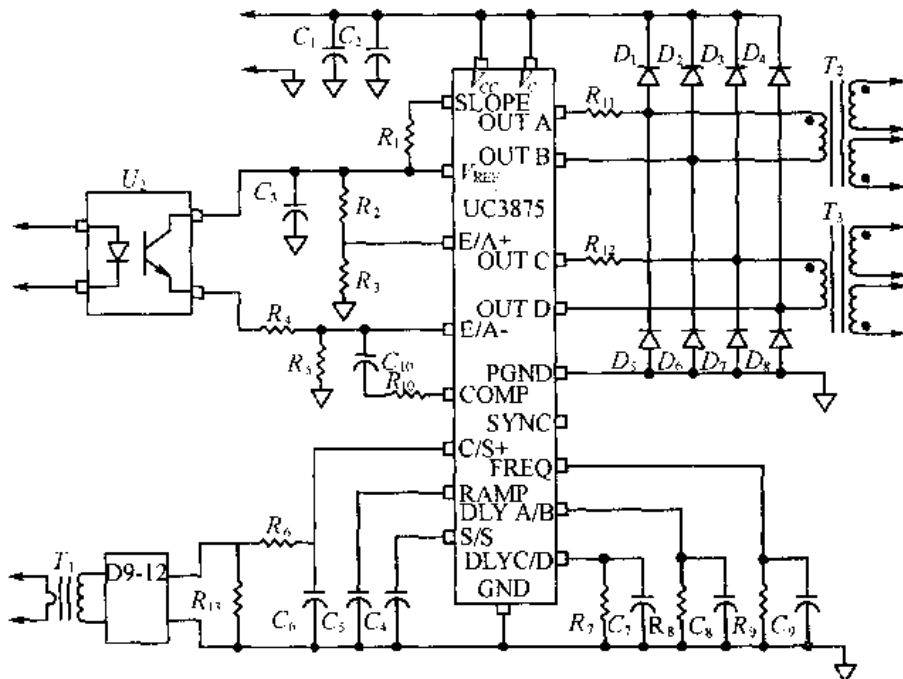 C1 C2 D1 D2 D3 D4 T2
VCC VC
SLOPE R11
OUT A
R1
OUT B
U2 C3 R2 VREF
UC3875 T3
E/A+ R12
OUT C
R3
OUT D
R4 E/A-
R5 C10 D5 D6 D7 D8
R10 PGND
COMP
SYNC
C/S+
FREQ
RAMP
R6 DLY A/B
S/S
T1 D9-12 DLYC/D
R13 C6 C5 C4 GND R7 C7 R8 C8 R9 C9